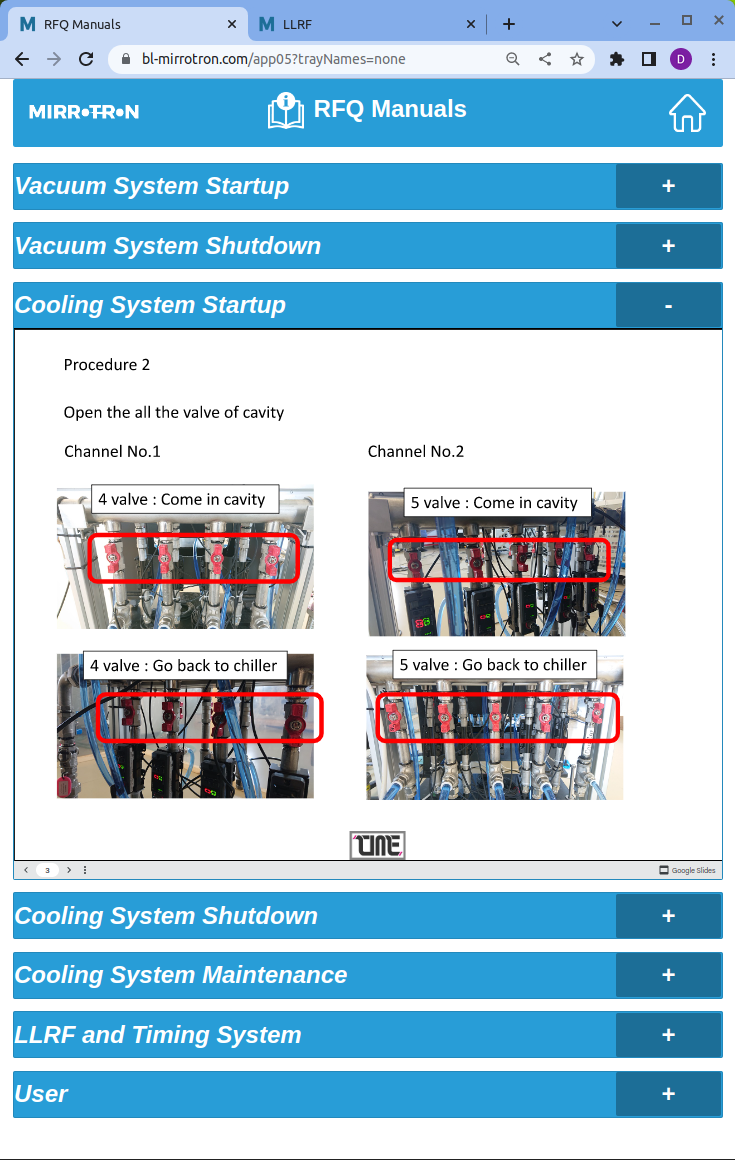 RFQ Manuals
LLRF
bl-mirrotron.com/app05?trayNames=none
D
MIRROTRON
RFQ Manuals
Vacuum System Startup
+
Vacuum System Shutdown
+
Cooling System Startup
-
Procedure 2
Open the all the valve of cavity
Channel No.1
Channel No.2
4 valve : Come in cavity
5 valve : Come in cavity
4 valve : Go back to chiller
5 valve : Go back to chiller
TIME
3
Google Slides
Cooling System Shutdown
+
Cooling System Maintenance
+
LLRF and Timing System
+
User
+